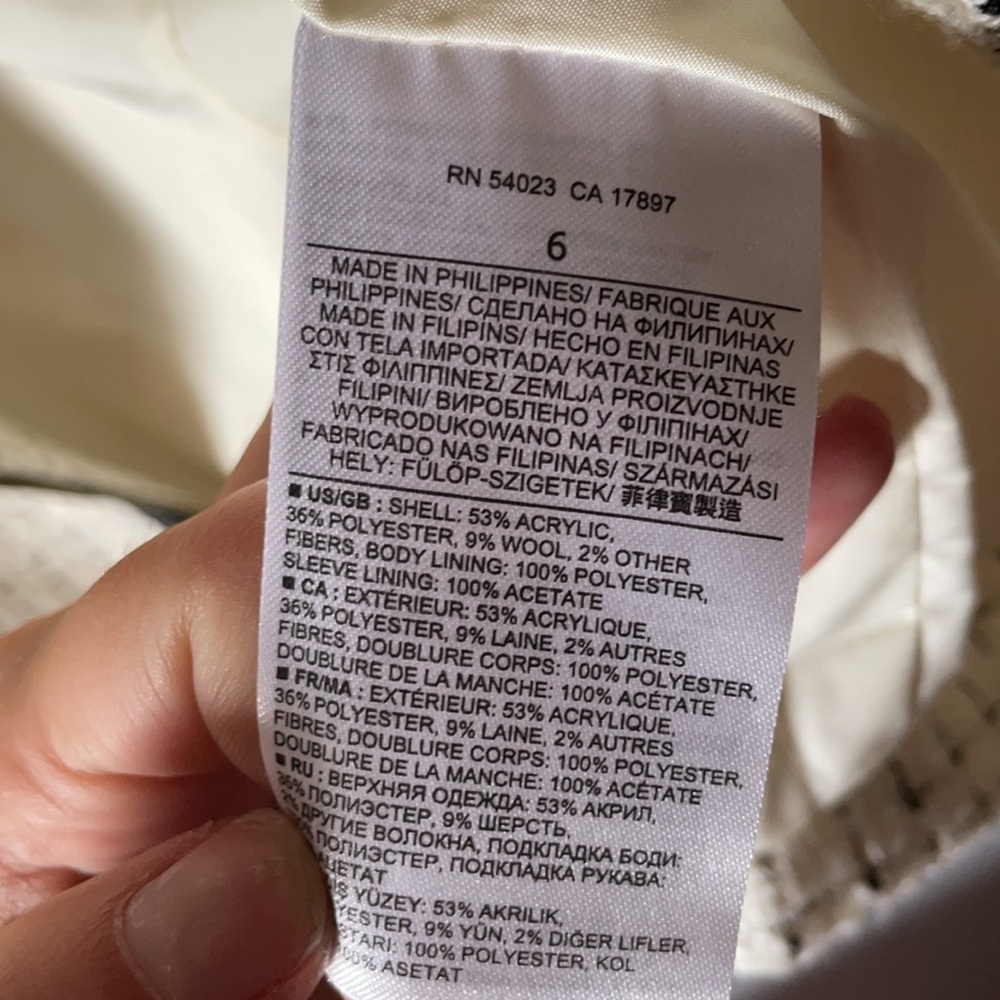 RN 54023 CA 17897
6
MADE IN PHILIPPINES/ FABRIQUE AUX
PHILIPPINES/ СДЕЛАНО НА ФИЛИПИНАХ/
MADE IN FILIPINS/ HECHO EN FILIPINAS
CON TELA IMPORTADA/ ΚΑΤΑΣΚΕΥΑΣΤΗΚΕ
ΣΤΙΣ ΦΙΛΙΠΠΙΝΕΣ/ ZEMLJA PROIZVODNJE
FILIPINI/ ВИРОБЛЕНО У ФІЛІПІНАХ/
WYPRODUKOWANO NA FILIPINACH/
FABRICADO NAS FILIPINAS/ SZÁRMAZÁSI
HELY: FÜLÖP-SZIGETEK/ 菲律賓製造
■ US/GB : SHELL: 53% ACRYLIC,
36% POLYESTER, 9% WOOL, 2% OTHER
FIBERS, BODY LINING: 100% POLYESTER,
SLEEVE LINING: 100% ACETATE
■ CA : EXTÉRIEUR: 53% ACRYLIQUE,
36% POLYESTER, 9% LAINE, 2% AUTRES
FIBRES, DOUBLURE CORPS: 100% POLYESTER,
DOUBLURE DE LA MANCHE: 100% ACÉTATE
■ FR/MA : EXTÉRIEUR: 53% ACRYLIQUE,
36% POLYESTER, 9% LAINE, 2% AUTRES
FIBRES, DOUBLURE CORPS: 100% POLYESTER,
DOUBLURE DE LA MANCHE: 100% ACÉTATE
■ RU : ВЕРХНЯЯ ОДЕЖДА: 53% АКРИЛ,
36% ПОЛИЭСТЕР, 9% ШЕРСТЬ,
ДРУГИЕ ВОЛОКНА, ПОДКЛАДКА БОДИ:
ПОЛИЭСТЕР, ПОДКЛАДКА РУКАВА:
YÜZEY: 53% AKRILIK,
9% YÜN, 2% DIĞER LIFLER,
100% POLYESTER, KOL
ASETAT